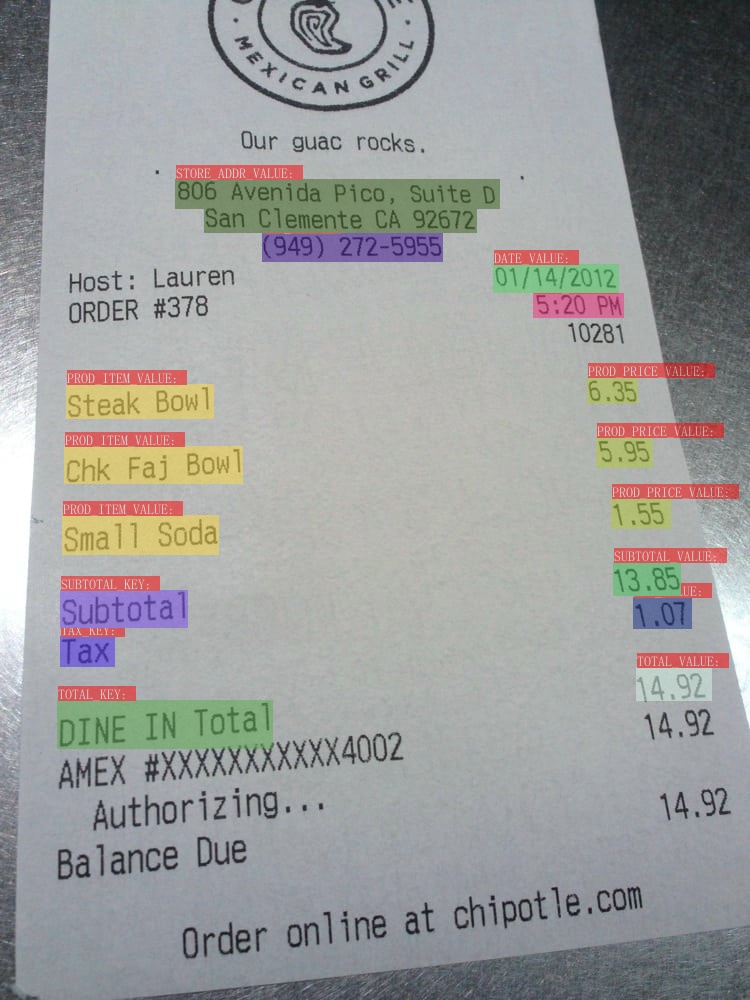 MEXICAN GRILL
Our guac rocks.
STORE_ADDR_VALUE:
806 Avenida Pico, Suite D
San Clemente CA 92672
(949) 272-5955
DATE_VALUE:
Host: Lauren 01/14/2012
ORDER #378 5:20 PM
10281
PROD_ITEM_VALUE: PROD_PRICE_VALUE:
Steak Bowl 6.35
PROD_ITEM_VALUE: PROD_PRICE_VALUE:
Chk Faj Bowl 5.95
PROD_ITEM_VALUE: PROD_PRICE_VALUE:
Small Soda 1.55
SUBTOTAL_KEY: SUBTOTAL_VALUE:
Subtotal 13.85
TAX_KEY:
Tax 1.07
TOTAL_KEY: TOTAL_VALUE:
DINE IN Total 14.92
AMEX #XXXXXXXXXXX4002 14.92
Authorizing...
Balance Due 14.92
Order online at chipotle.com